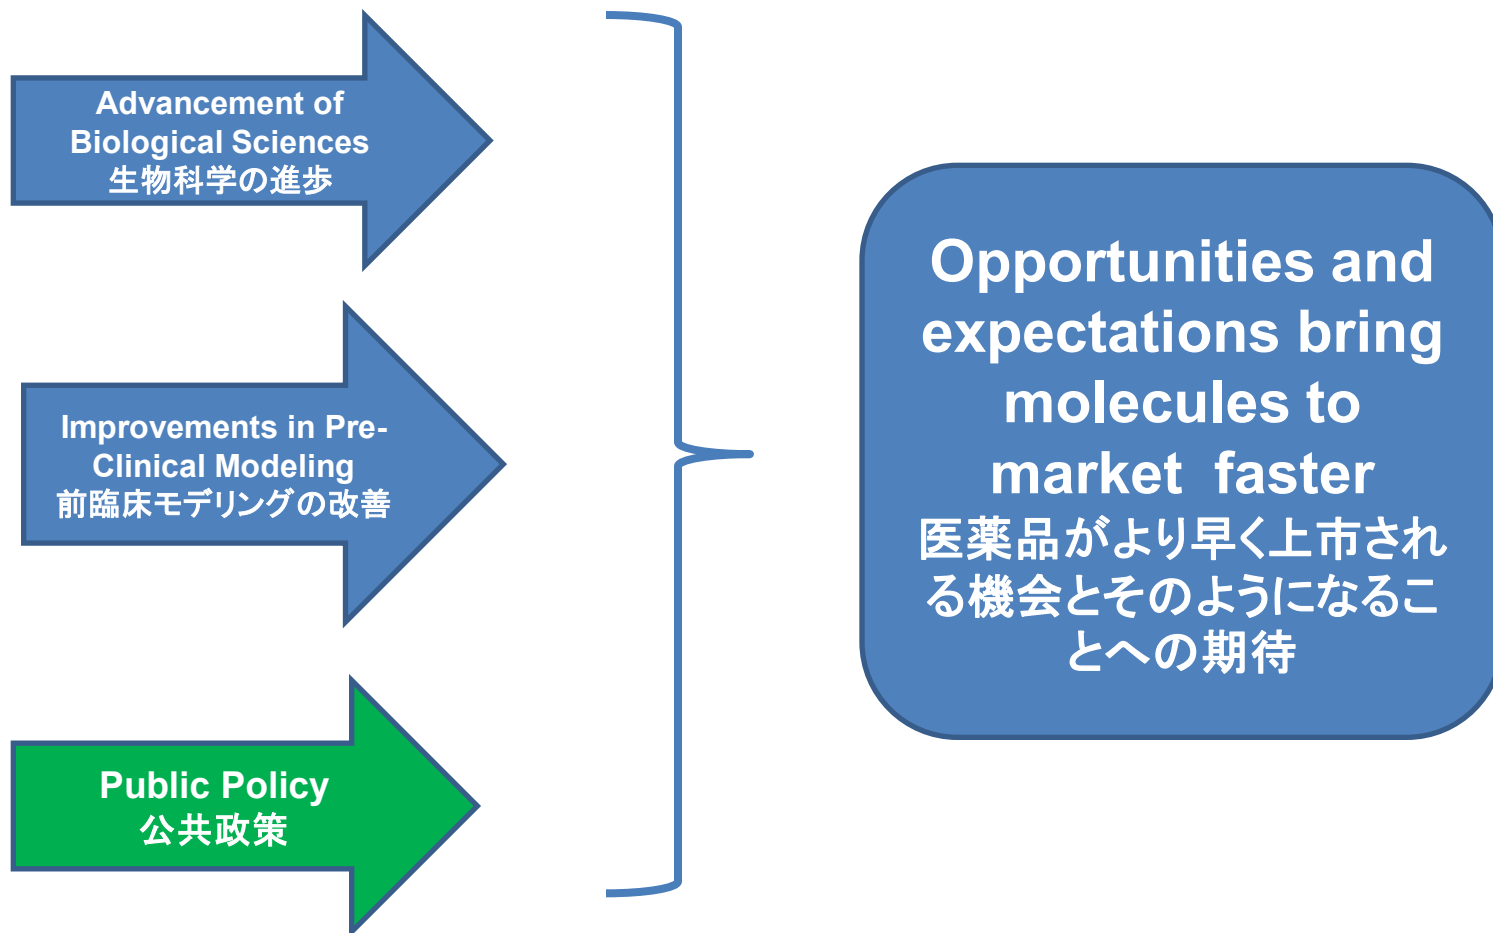 Advancement of
Biological Sciences
生物科学の進歩
Improvements in Pre-
Clinical Modeling
前臨床モデリングの改善
Public Policy
公共政策
Opportunities and
expectations bring
molecules to
market  faster
医薬品がより早く上市され
る機会とそのようになるこ
とへの期待